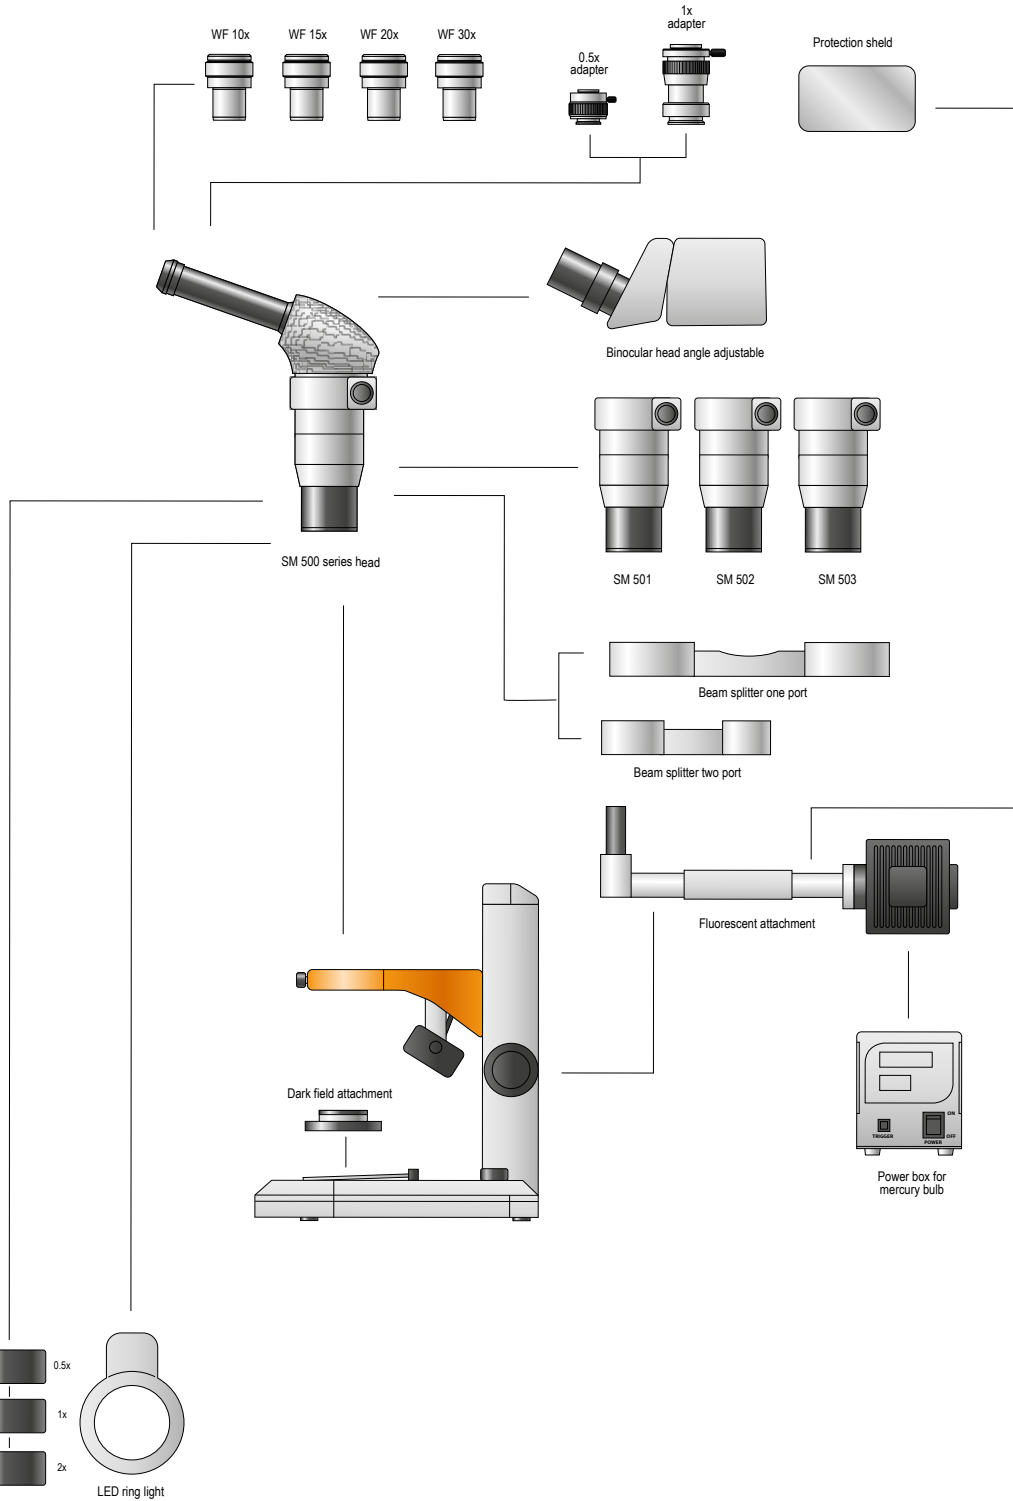 WF 10x
WF 15x
WF 20x
WF 30x
1x
adapter
0.5x
adapter
Protection sheld
Binocular head angle adjustable
SM 500 series head
SM 501
SM 502
SM 503
Beam splitter one port
Beam splitter two port
Fluorescent attachment
Dark field attachment
ON
OFF
TRIGGER
POWER
Power box for
mercury bulb
0.5x
1x
2x
LED ring light